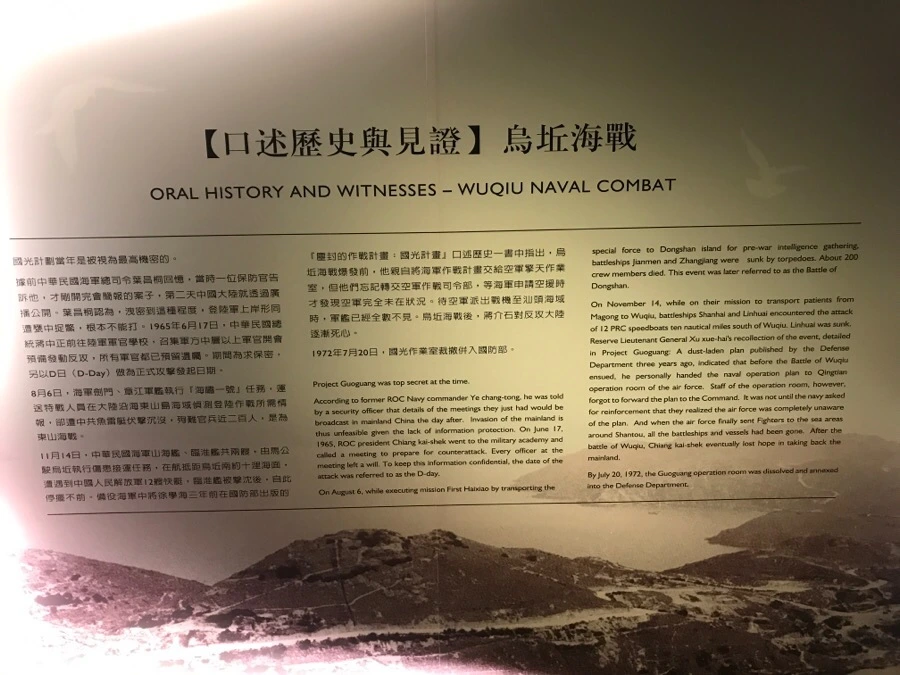 【口述歷史與見證】烏坵海戰
ORAL HISTORY AND WITNESSES – WUQIU NAVAL COMBAT
國光計劃當年是被視為最高機密的。
據前中華民國海軍總司令葉昌桐回憶，當時一位保防官告
訴他，才剛開完會簡報的案子，第二天中國大陸就透過廣
播公開。葉昌桐認為，洩密到這種程度，登陸軍上岸形同
遭甕中捉鱉，根本不能打。1965年6月17日，中華民國總
統蔣中正前往陸軍軍官學校，召集軍方中層以上軍官開會
預備發動反攻，所有軍官都已預留遺囑。期間為求保密，
另以D日（D-Day）做為正式攻擊發起日期。
8月6日，海軍劍門、章江軍艦執行「海嘯一號」任務，運
送特戰人員在大陸沿海東山島海域偵測登陸作戰所需情
報，卻遭中共魚雷艇伏擊沉沒，殉難官兵近二百人，是為
東山海戰。
11月14日，中華民國海軍山海艦、臨淮艦共兩艘，由馬公
駛烏坵執行傷患接運任務，在航抵距烏坵南約十浬海面，
遭遇到中國人民解放軍12艘快艇，臨淮艦被擊沈後，自此
停擺不前。備役海軍中將徐學海三年前在國防部出版的
『塵封的作戰計畫：國光計畫』口述歷史一書中指出，烏
坵海戰爆發前，他親自將海軍作戰計畫交給空軍擎天作業
室，但他們忘記轉交空軍作戰司令部，等海軍申請空援時
才發現空軍完全未在狀況。待空軍派出戰機至汕頭海域
時，軍艦已經全數不見。烏坵海戰後，蔣介石對反攻大陸
逐漸死心。
1972年7月20日，國光作業室裁撤併入國防部。
Project Guoguang was top secret at the time.
According to former ROC Navy commander Ye chang-tong, he was told
by a security officer that details of the meetings they just had would be
broadcast in mainland China the day after. Invasion of the mainland is
thus unfeasible given the lack of information protection. On June 17,
1965, ROC president Chiang kai-shek went to the military academy and
called a meeting to prepare for counterattack. Every officer at the
meeting left a will. To keep this information confidential, the date of the
attack was referred to as the D-day.
On August 6, while executing mission First Haixiao by transporting the
special force to Dongshan island for pre-war intelligence gathering,
battleships Jianmen and Zhangjiang were sunk by torpedoes. About 200
crew members died. This event was later referred to as the Battle of
Dongshan.
On November 14, while on their mission to transport patients from
Magong to Wuqiu, battleships Shanhai and Linhuai encountered the attack
of 12 PRC speedboats ten nautical miles south of Wuqiu. Linhuai was sunk.
Reserve Lieutenant General Xu xue-hai's recollection of the event, detailed
in Project Guoguang: A dust-laden plan published by the Defense
Department three years ago, indicated that before the Battle of Wuqiu
ensued, he personally handed the naval operation plan to Qingtian
operation room of the air force. Staff of the operation room, however,
forgot to forward the plan to the Command. It was not until the navy asked
for reinforcement that they realized the air force was completely unaware
of the plan. And when the air force finally sent Fighters to the sea areas
around Shantou, all the battleships and vessels had been gone. After the
battle of Wuqiu, Chiang kai-shek eventually lost hope in taking back the
mainland.
By July 20, 1972, the Guoguang operation room was dissolved and annexed
into the Defense Department.